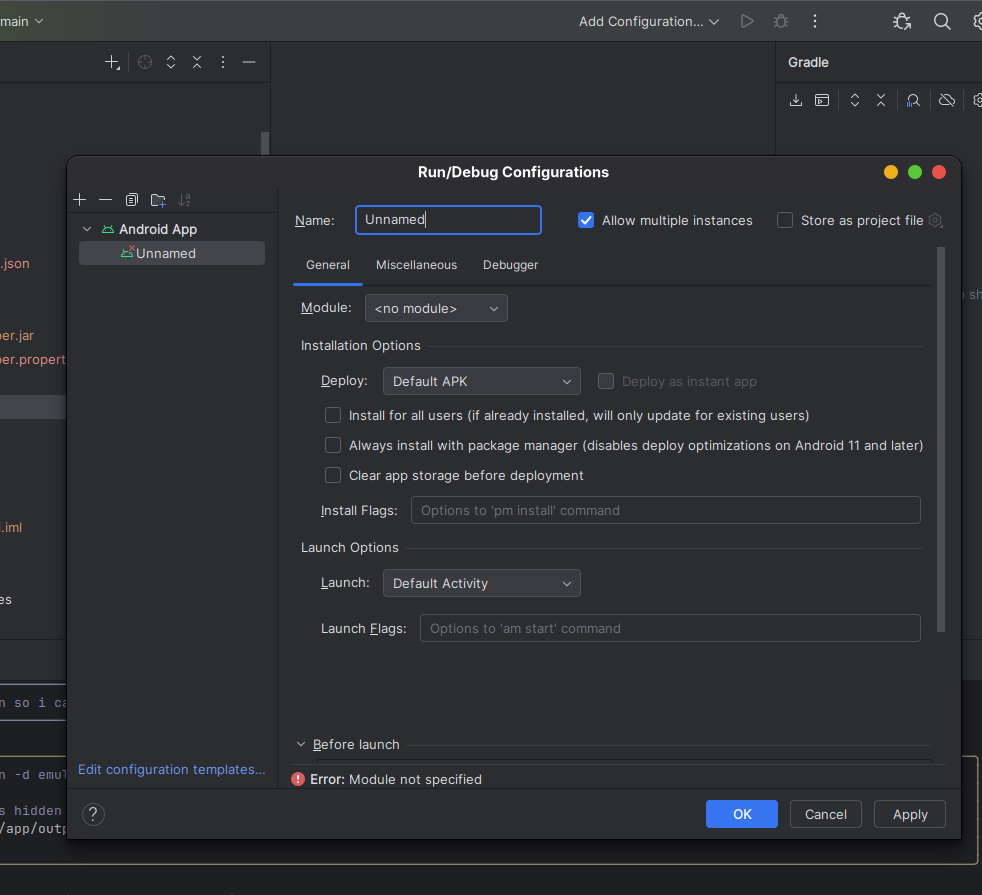 main
Add Configuration...
Gradle
Run/Debug Configurations
Android App
Unnamed
Name:
Unnamed
Allow multiple instances
Store as project file
General
Miscellaneous
Debugger
Module:
<no module>
Installation Options
Deploy:
Default APK
Deploy as instant app
Install for all users (if already installed, will only update for existing users)
Always install with package manager (disables deploy optimizations on Android 11 and later)
Clear app storage before deployment
Install Flags:
Options to 'pm install' command
Launch Options
Launch:
Default Activity
Launch Flags:
Options to 'am start' command
Before launch
Edit configuration templates...
Error: Module not specified
?
OK
Cancel
Apply
.json
per.jar
per.propert
.iml
es
n so i ca
n -d emul
s hidden
/app/outp
sh